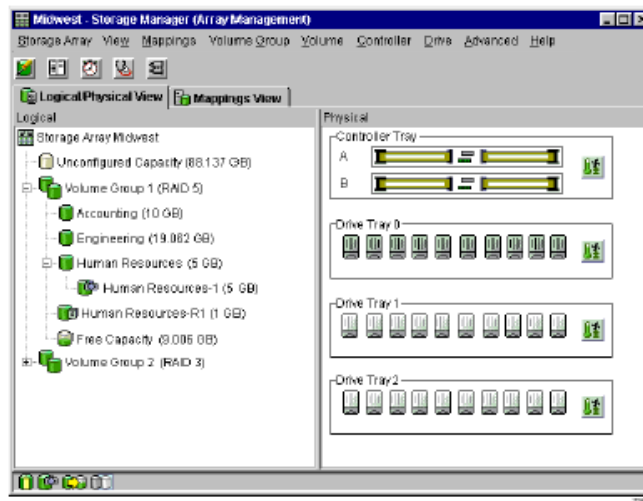 Midwest - Storage Manager (Array Management)
Storage Array View Mappings Volume Group Volume Controller Drive Advanced Help
Logical/Physical View Mappings View
Logical
Storage Array Midwest
Unconfigured Capacity (86.137 GB)
Volume Group 1 (RAID 5)
Accounting (10 GB)
Engineering (19.062 GB)
Human Resources (5 GB)
Human Resources-1 (5 GB)
Human Resources-R1 (1 GB)
Free Capacity (9.006 GB)
Volume Group 2 (RAID 3)
Physical
Controller Tray
A
B
Drive Tray 0
Drive Tray 1
Drive Tray 2